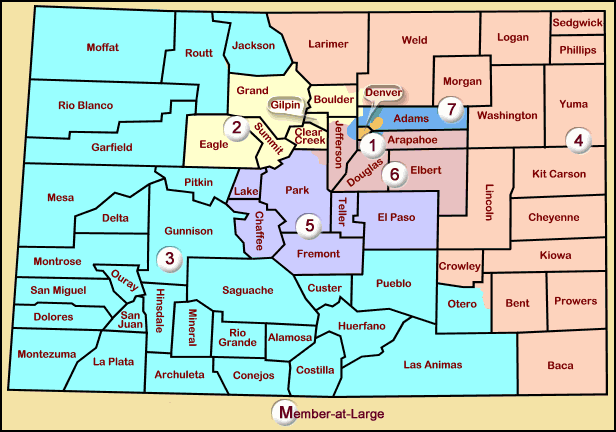 Moffat
Routt
Jackson
Larimer
Weld
Logan
Sedgwick
Phillips
Morgan
Washington
Yuma
4
Rio Blanco
Grand
Boulder
Gilpin
Denver
Adams
7
Garfield
Eagle
2
Summit
Clear
Creek
Jefferson
1
Arapahoe
Douglas
6
Elbert
Kit Carson
Mesa
Pitkin
Lake
Park
Teller
El Paso
Lincoln
Cheyenne
Delta
Gunnison
3
Chaffee
5
Fremont
Kiowa
Montrose
Ouray
San Miguel
Hinsdale
Saguache
Custer
Pueblo
Crowley
Otero
Bent
Prowers
Dolores
San
Juan
Mineral
Rio
Grande
Alamosa
Huerfano
Montezuma
La Plata
Archuleta
Conejos
Costilla
Las Animas
Baca
Member-at-Large